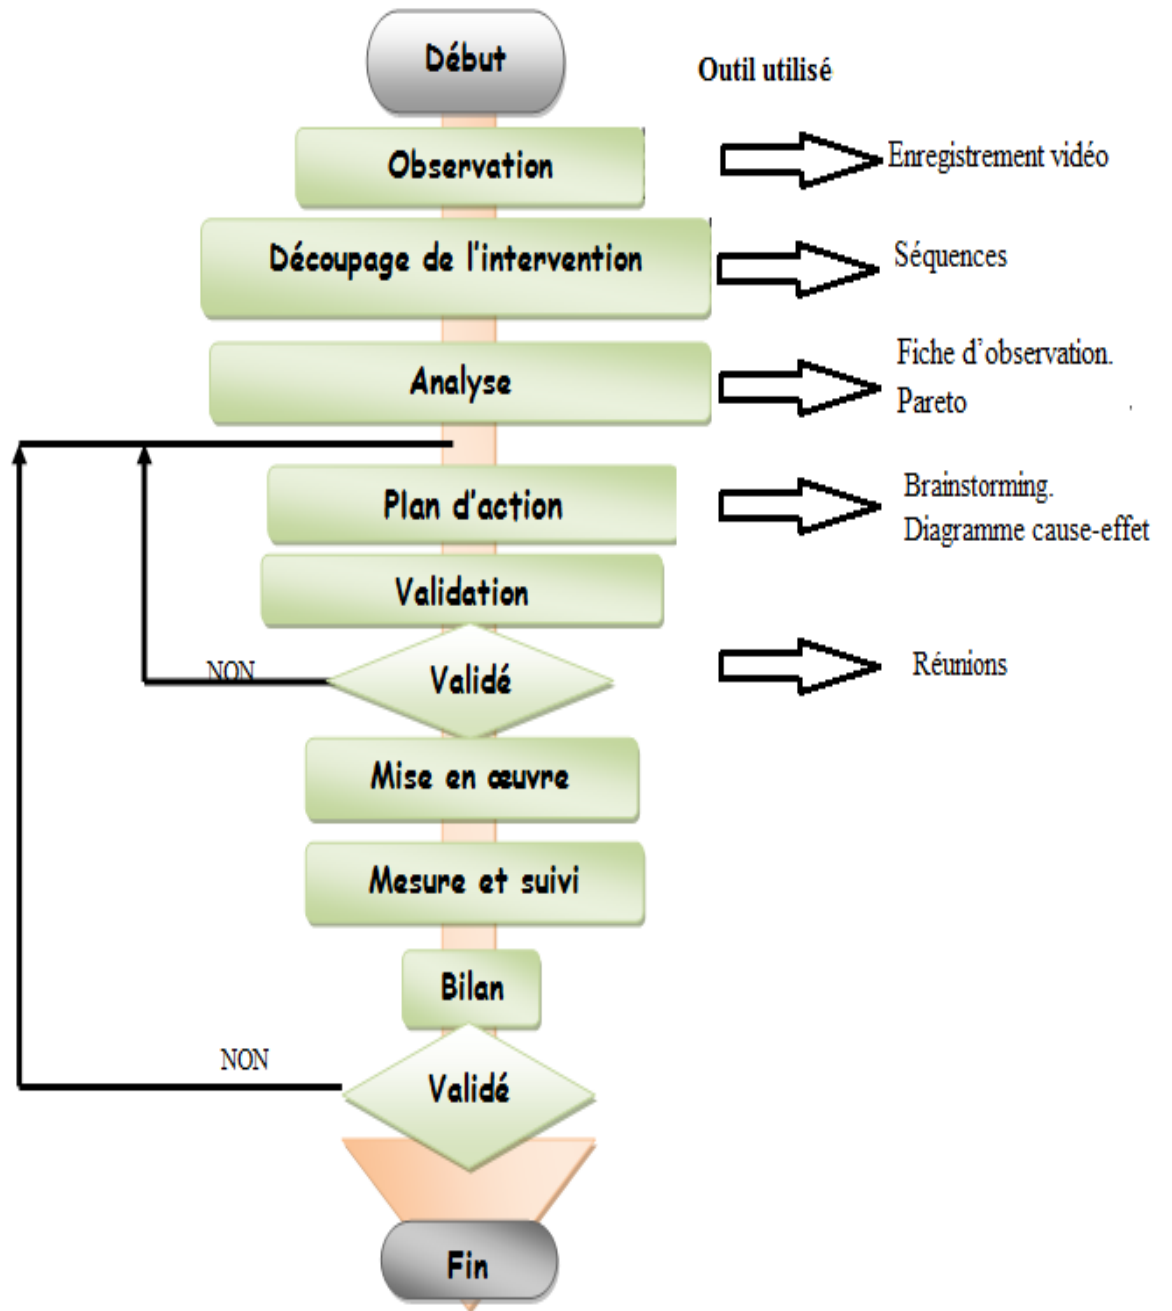 Début
Outil utilisé
Observation
Enregistrement vidéo
Découpage de l'intervention
Séquences
Analyse
Fiche d'observation.
Pareto
Plan d'action
Brainstorming.
Diagramme cause-effet
Validation
NON
Validé
Réunions
Mise en œuvre
Mesure et suivi
Bilan
NON
Validé
Fin